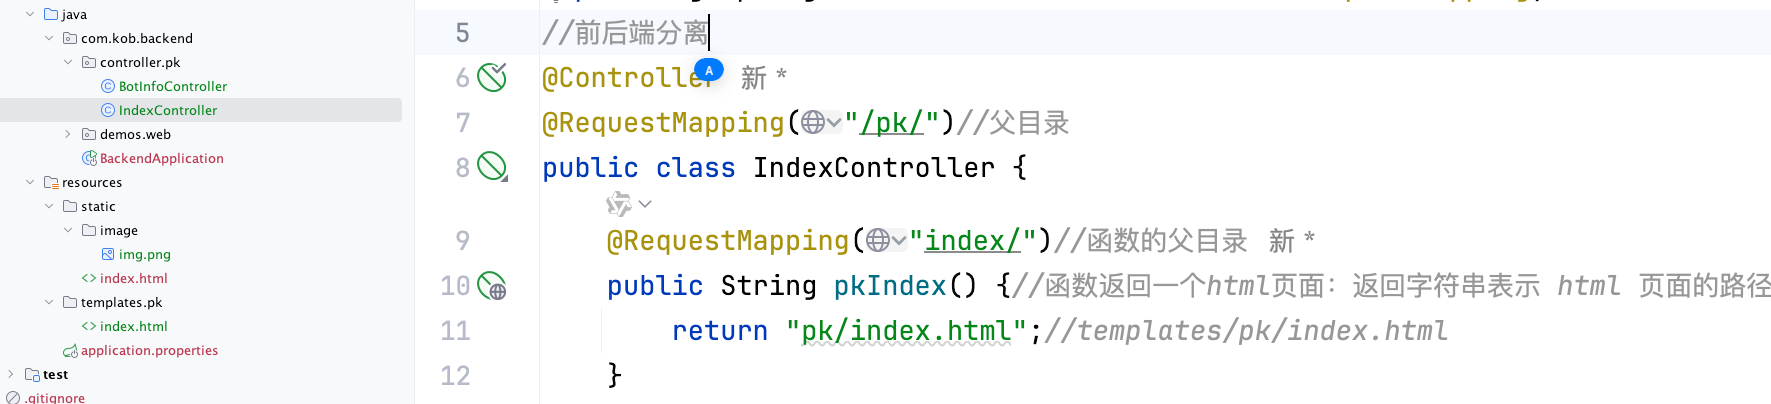 java
com.kob.backend
controller.pk
BotInfoController
IndexController
demos.web
BackendApplication
resources
static
image
img.png
index.html
templates.pk
index.html
application.properties
test
.gitignore
5 //前后端分离
6 @Controller 新 *
A
7 @RequestMapping("/pk/")//父目录
8 public class IndexController {
9 @RequestMapping("index/")//函数的父目录 新 *
10 public String pkIndex() {//函数返回一个html页面：返回字符串表示 html 页面的路径
11 return "pk/index.html";//templates/pk/index.html
12 }